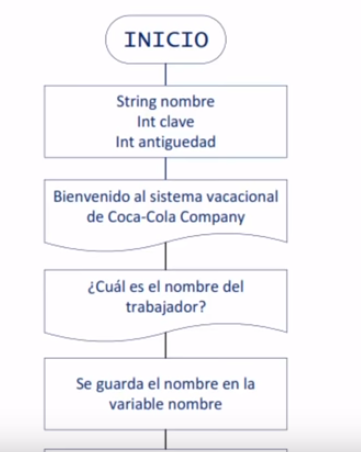 INICIO
String nombre
Int clave
Int antiguedad
Bienvenido al sistema vacacional
de Coca-Cola Company
¿Cuál es el nombre del
trabajador?
Se guarda el nombre en la
variable nombre